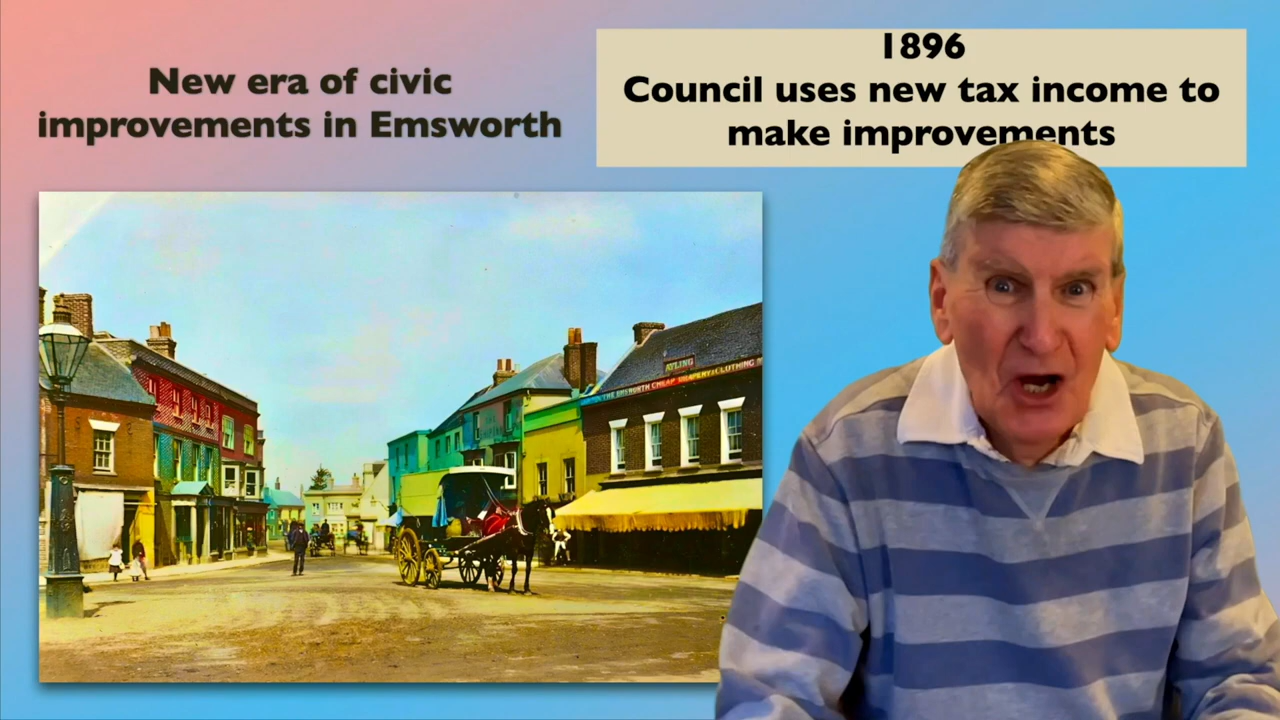 New era of civic
improvements in Emsworth
1896
Council uses new tax income to
make improvements
AYLING
THE EMSWORTH CHEAP DRAPERY & CLOTHING